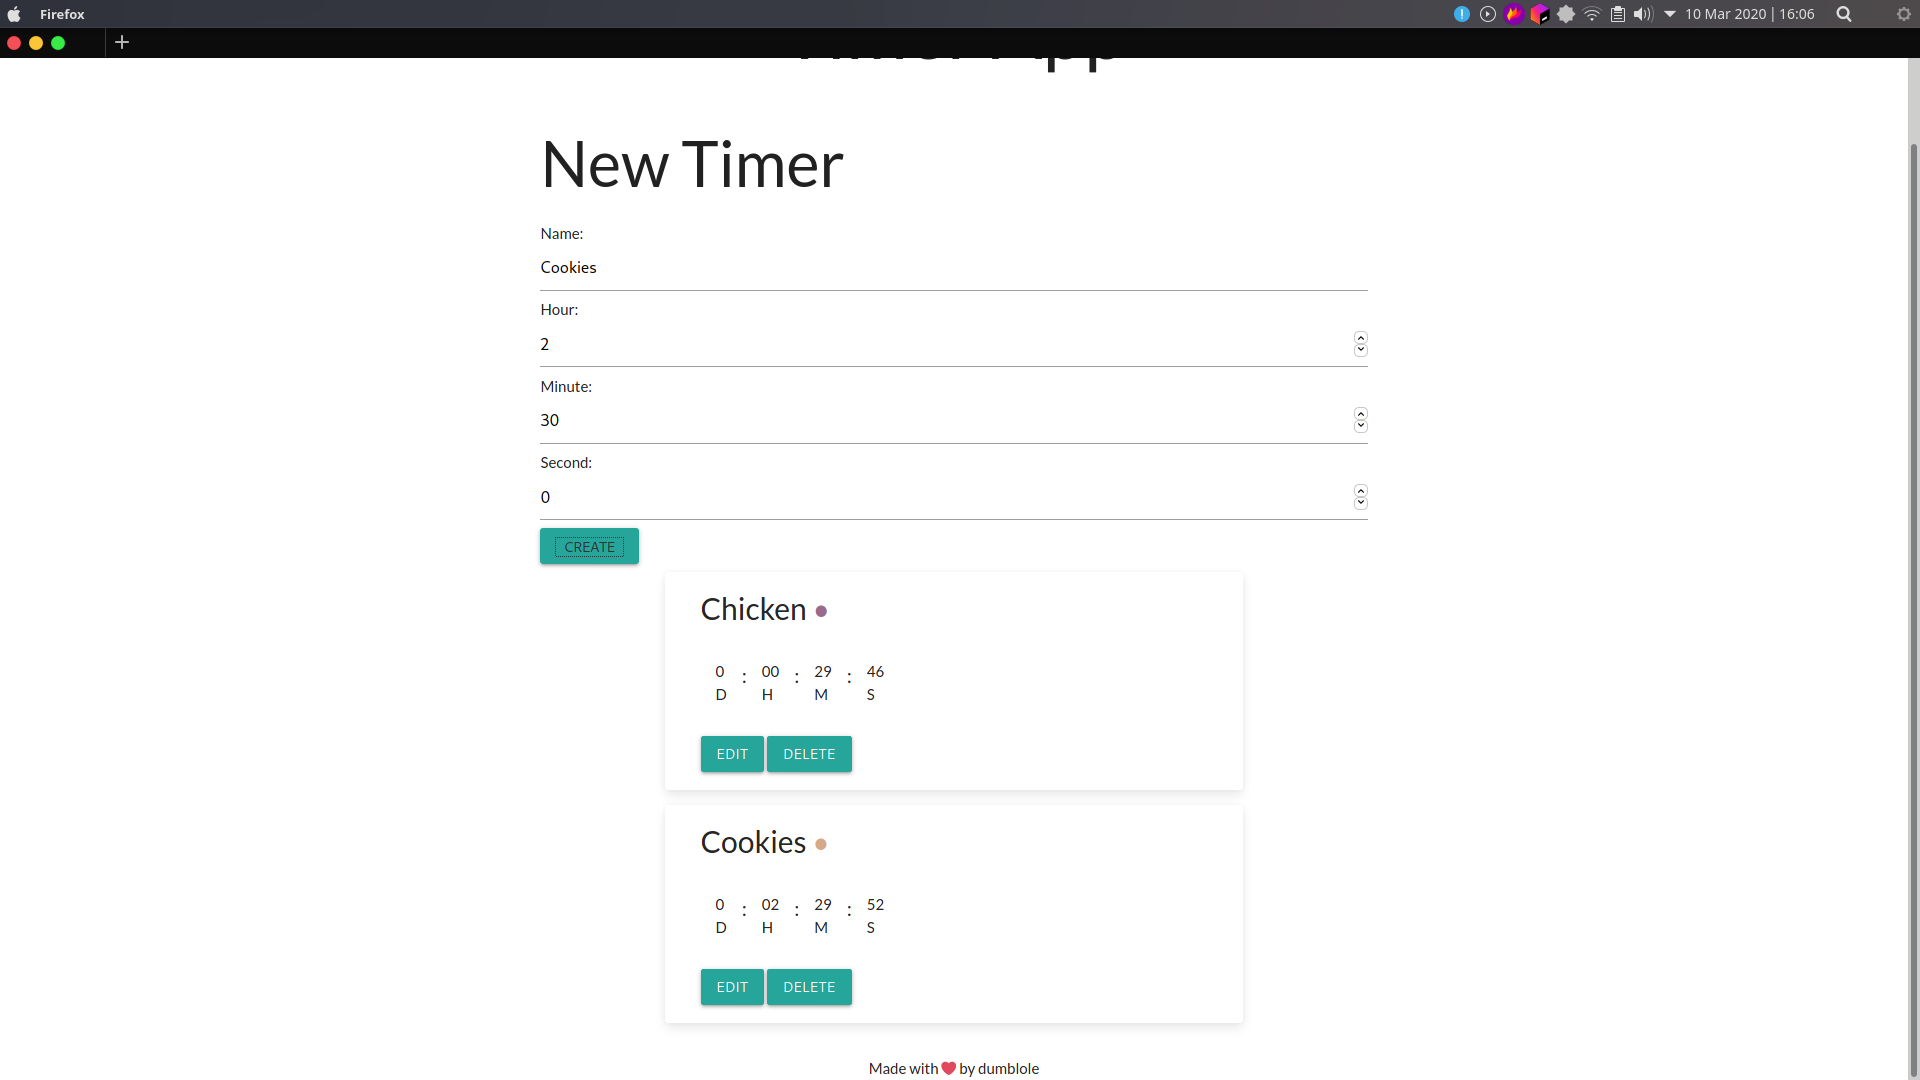 Firefox
10 Mar 2020 | 16:06
New Timer
Name:
Cookies
Hour:
2
Minute:
30
Second:
0
CREATE
Chicken
0 : 00 : 29 : 46
D H M S
EDIT DELETE
Cookies
0 : 02 : 29 : 52
D H M S
EDIT DELETE
Made with ❤ by dumblole